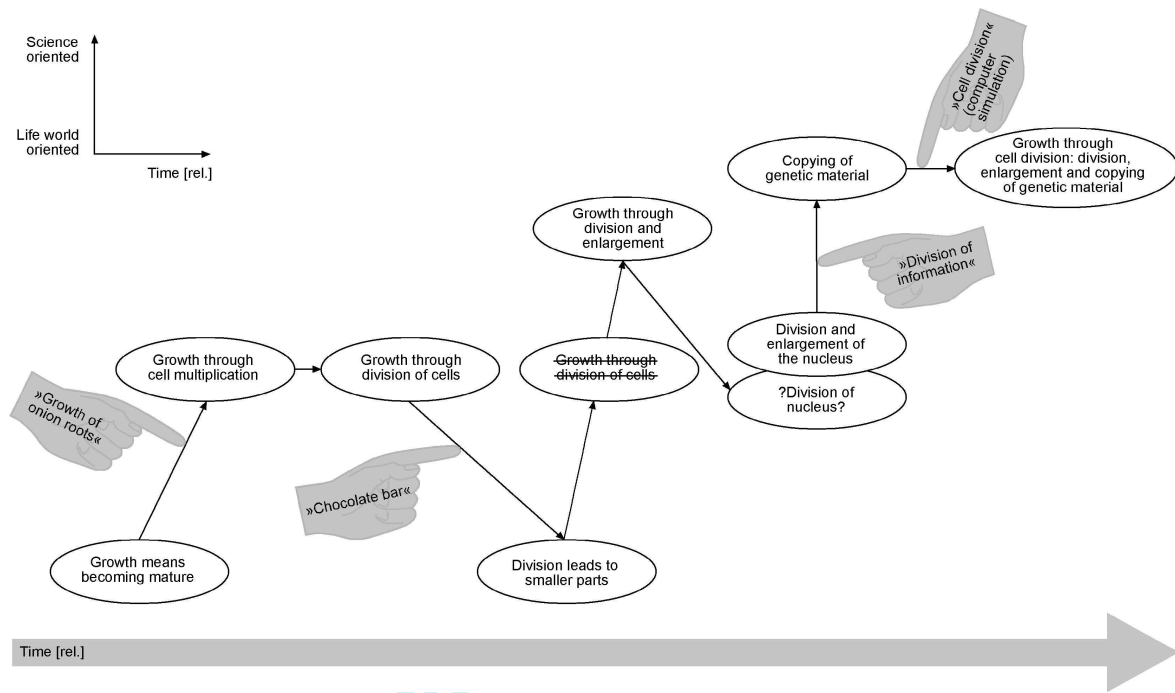 Science
oriented
Life world
oriented
Time [rel.]
»Growth of
onion roots«
Growth means
becoming mature
Growth through
cell multiplication
Growth through
division of cells
»Chocolate bar«
Division leads to
smaller parts
Growth through
division of cells
Growth through
division and
enlargement
?Division of
nucleus?
Division and
enlargement of
the nucleus
»Division of
information«
Copying of
genetic material
»Cell division«
(computer
simulation)
Growth through
cell division: division,
enlargement and copying
of genetic material
Time [rel.]